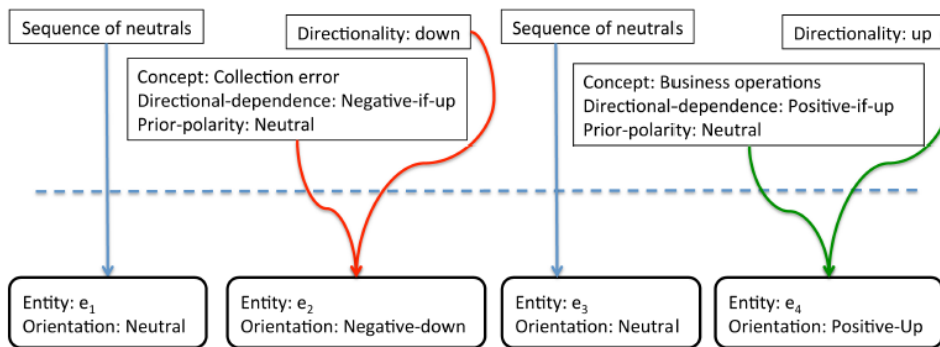 Sequence of neutrals
Directionality: down
Sequence of neutrals
Directionality: up
Concept: Collection error
Directional-dependence: Negative-if-up
Prior-polarity: Neutral
Concept: Business operations
Directional-dependence: Positive-if-up
Prior-polarity: Neutral
Entity: e₁
Orientation: Neutral
Entity: e₂
Orientation: Negative-down
Entity: e₃
Orientation: Neutral
Entity: e₄
Orientation: Positive-Up